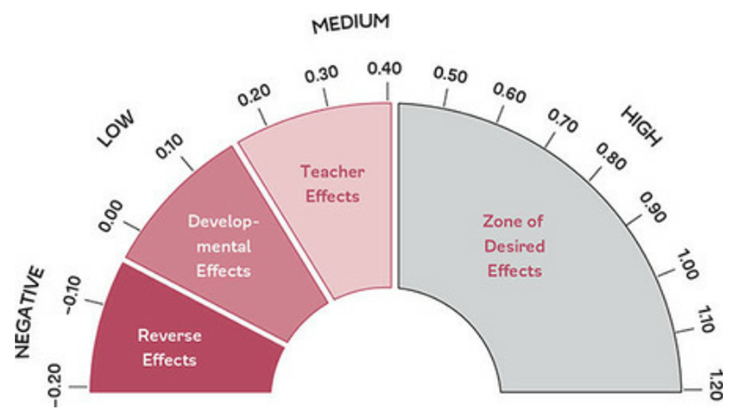 MEDIUM
LOW
HIGH
NEGATIVE
-0.20
-0.10
0.00
0.10
0.20
0.30
0.40
0.50
0.60
0.70
0.80
0.90
1.00
1.10
1.20
Reverse
Effects
Develop-
mental
Effects
Teacher
Effects
Zone of
Desired
Effects